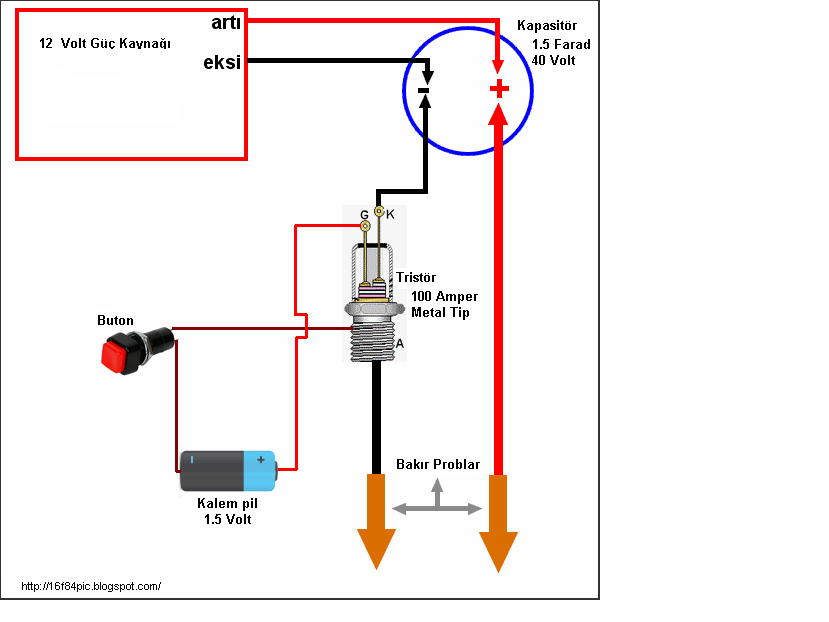 artı
12 Volt Güç Kaynağı
eksi
Kapasitör
1.5 Farad
40 Volt
-
+
G
K
Tristör
100 Amper
Metal Tip
A
Buton
- +
Kalem pil
1.5 Volt
Bakır Problar
http://16f84pic.blogspot.com/